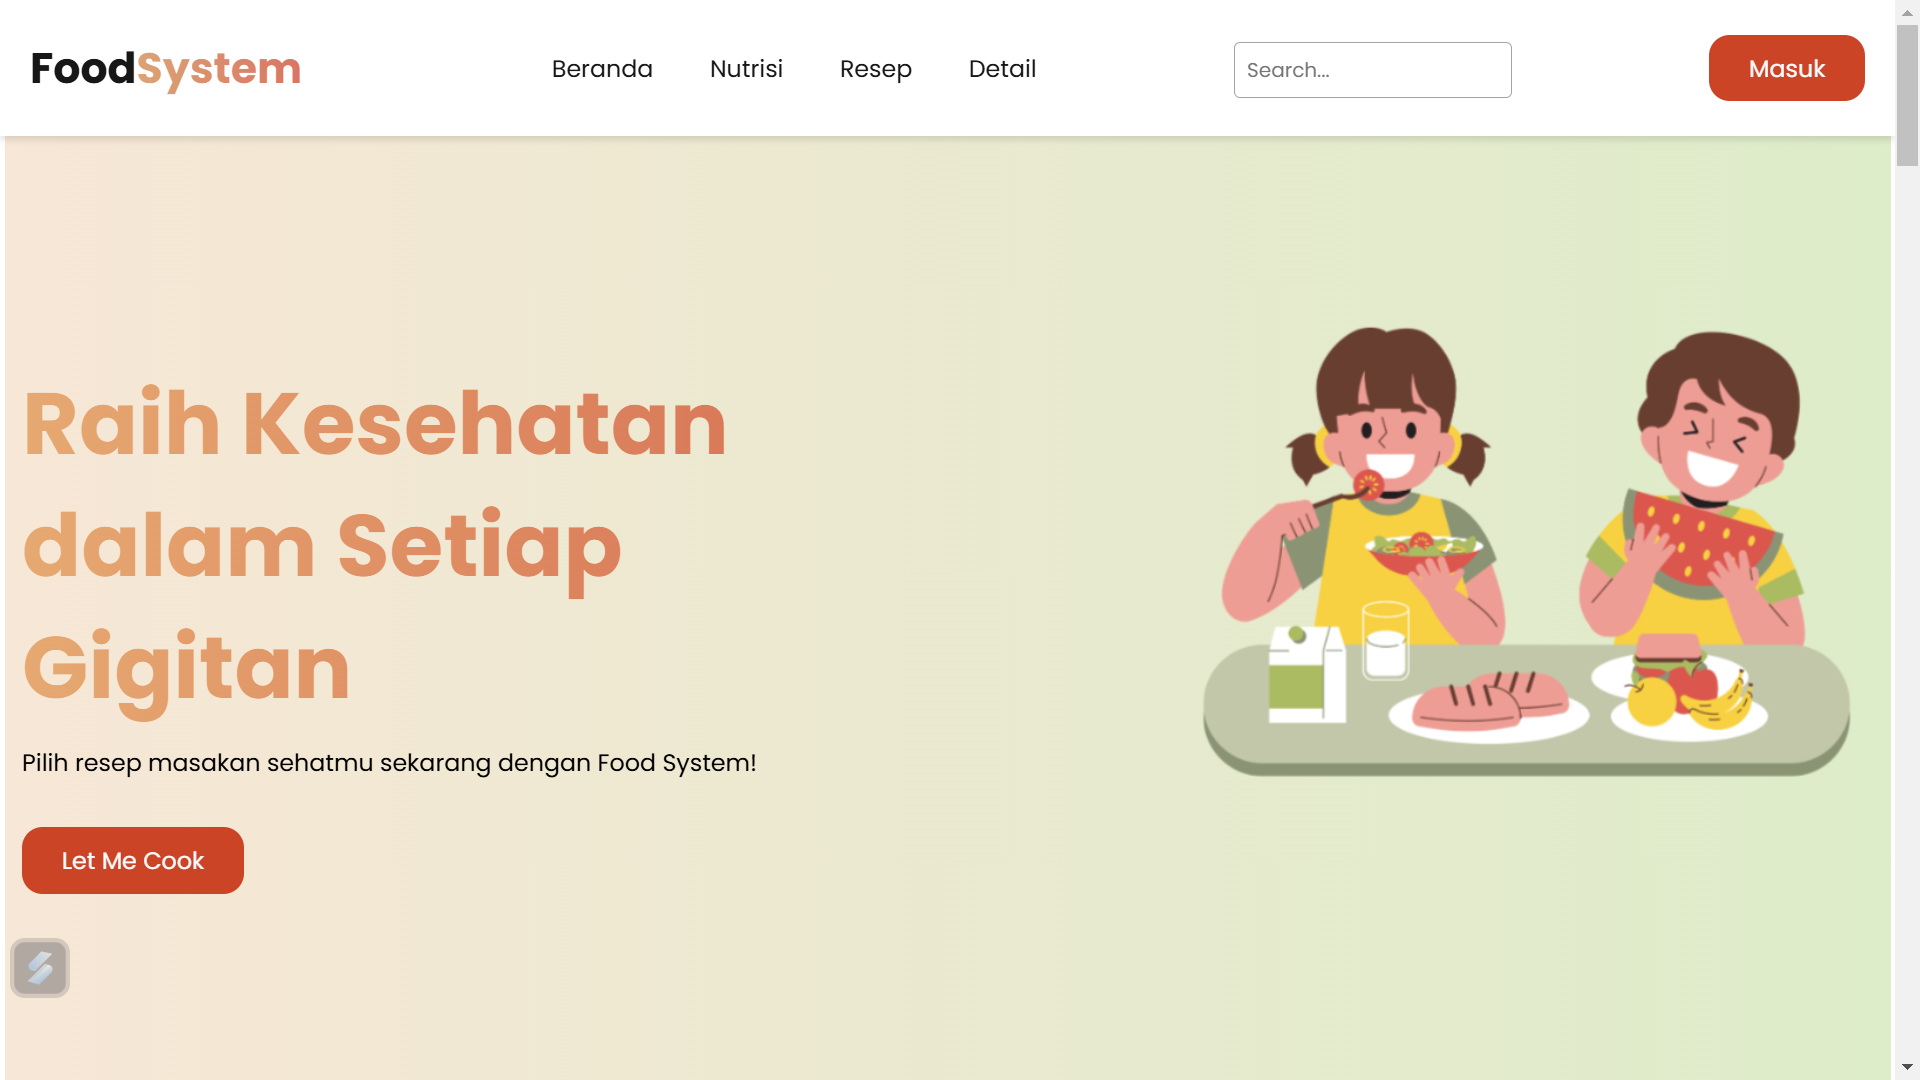 FoodSystem
Beranda
Nutrisi
Resep
Detail
Search...
Masuk
Raih Kesehatan
dalam Setiap
Gigitan
Pilih resep masakan sehatmu sekarang dengan Food System!
Let Me Cook